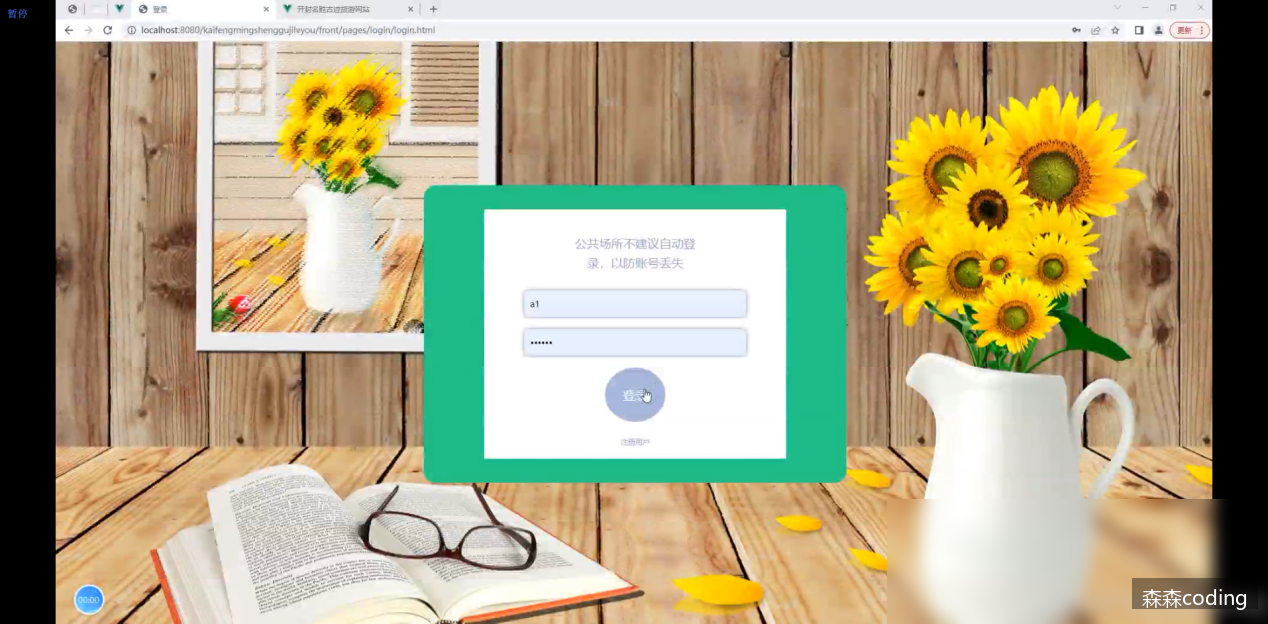 暂停
登录
开封名胜古迹旅游网站
localhost:8080/kaifengmingshenggujilvyou/front/pages/login/login.html
更新
公共场所不建议自动登
录，以防账号丢失
a1
••••••
登录
注册用户
00:00
森森coding